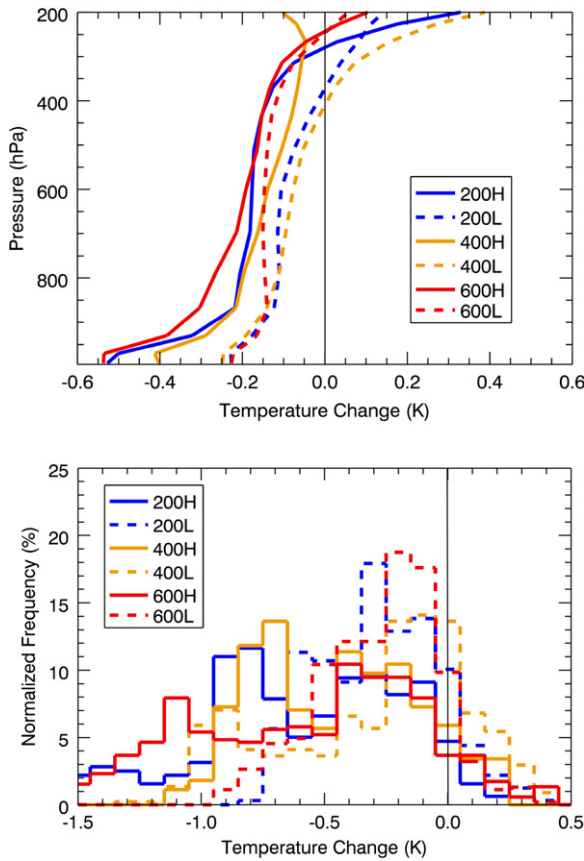 200
400
600
800
Pressure (hPa)
200H
200L
400H
400L
600H
600L
-0.6 -0.4 -0.2 0.0 0.2 0.4 0.6
Temperature Change (K)
25
20
15
10
5
0
Normalized Frequency (%)
200H
200L
400H
400L
600H
600L
-1.5 -1.0 -0.5 0.0 0.5
Temperature Change (K)